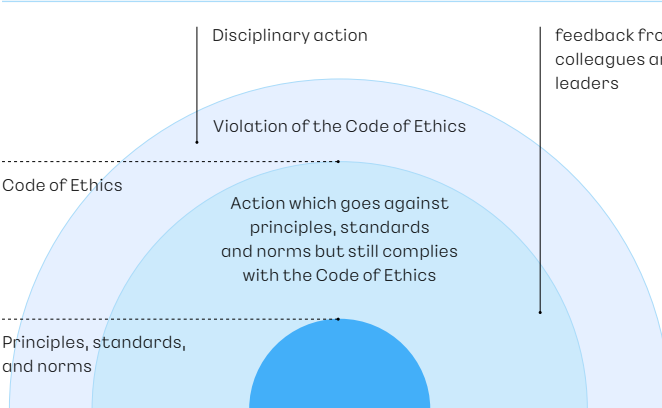 Disciplinary action
feedback
colleagues
leaders
Violation of the Code of Ethics
Code of Ethics
Action which goes against
principles, standards
and norms but still complies
with the Code of Ethics
Principles, standards,
and norms